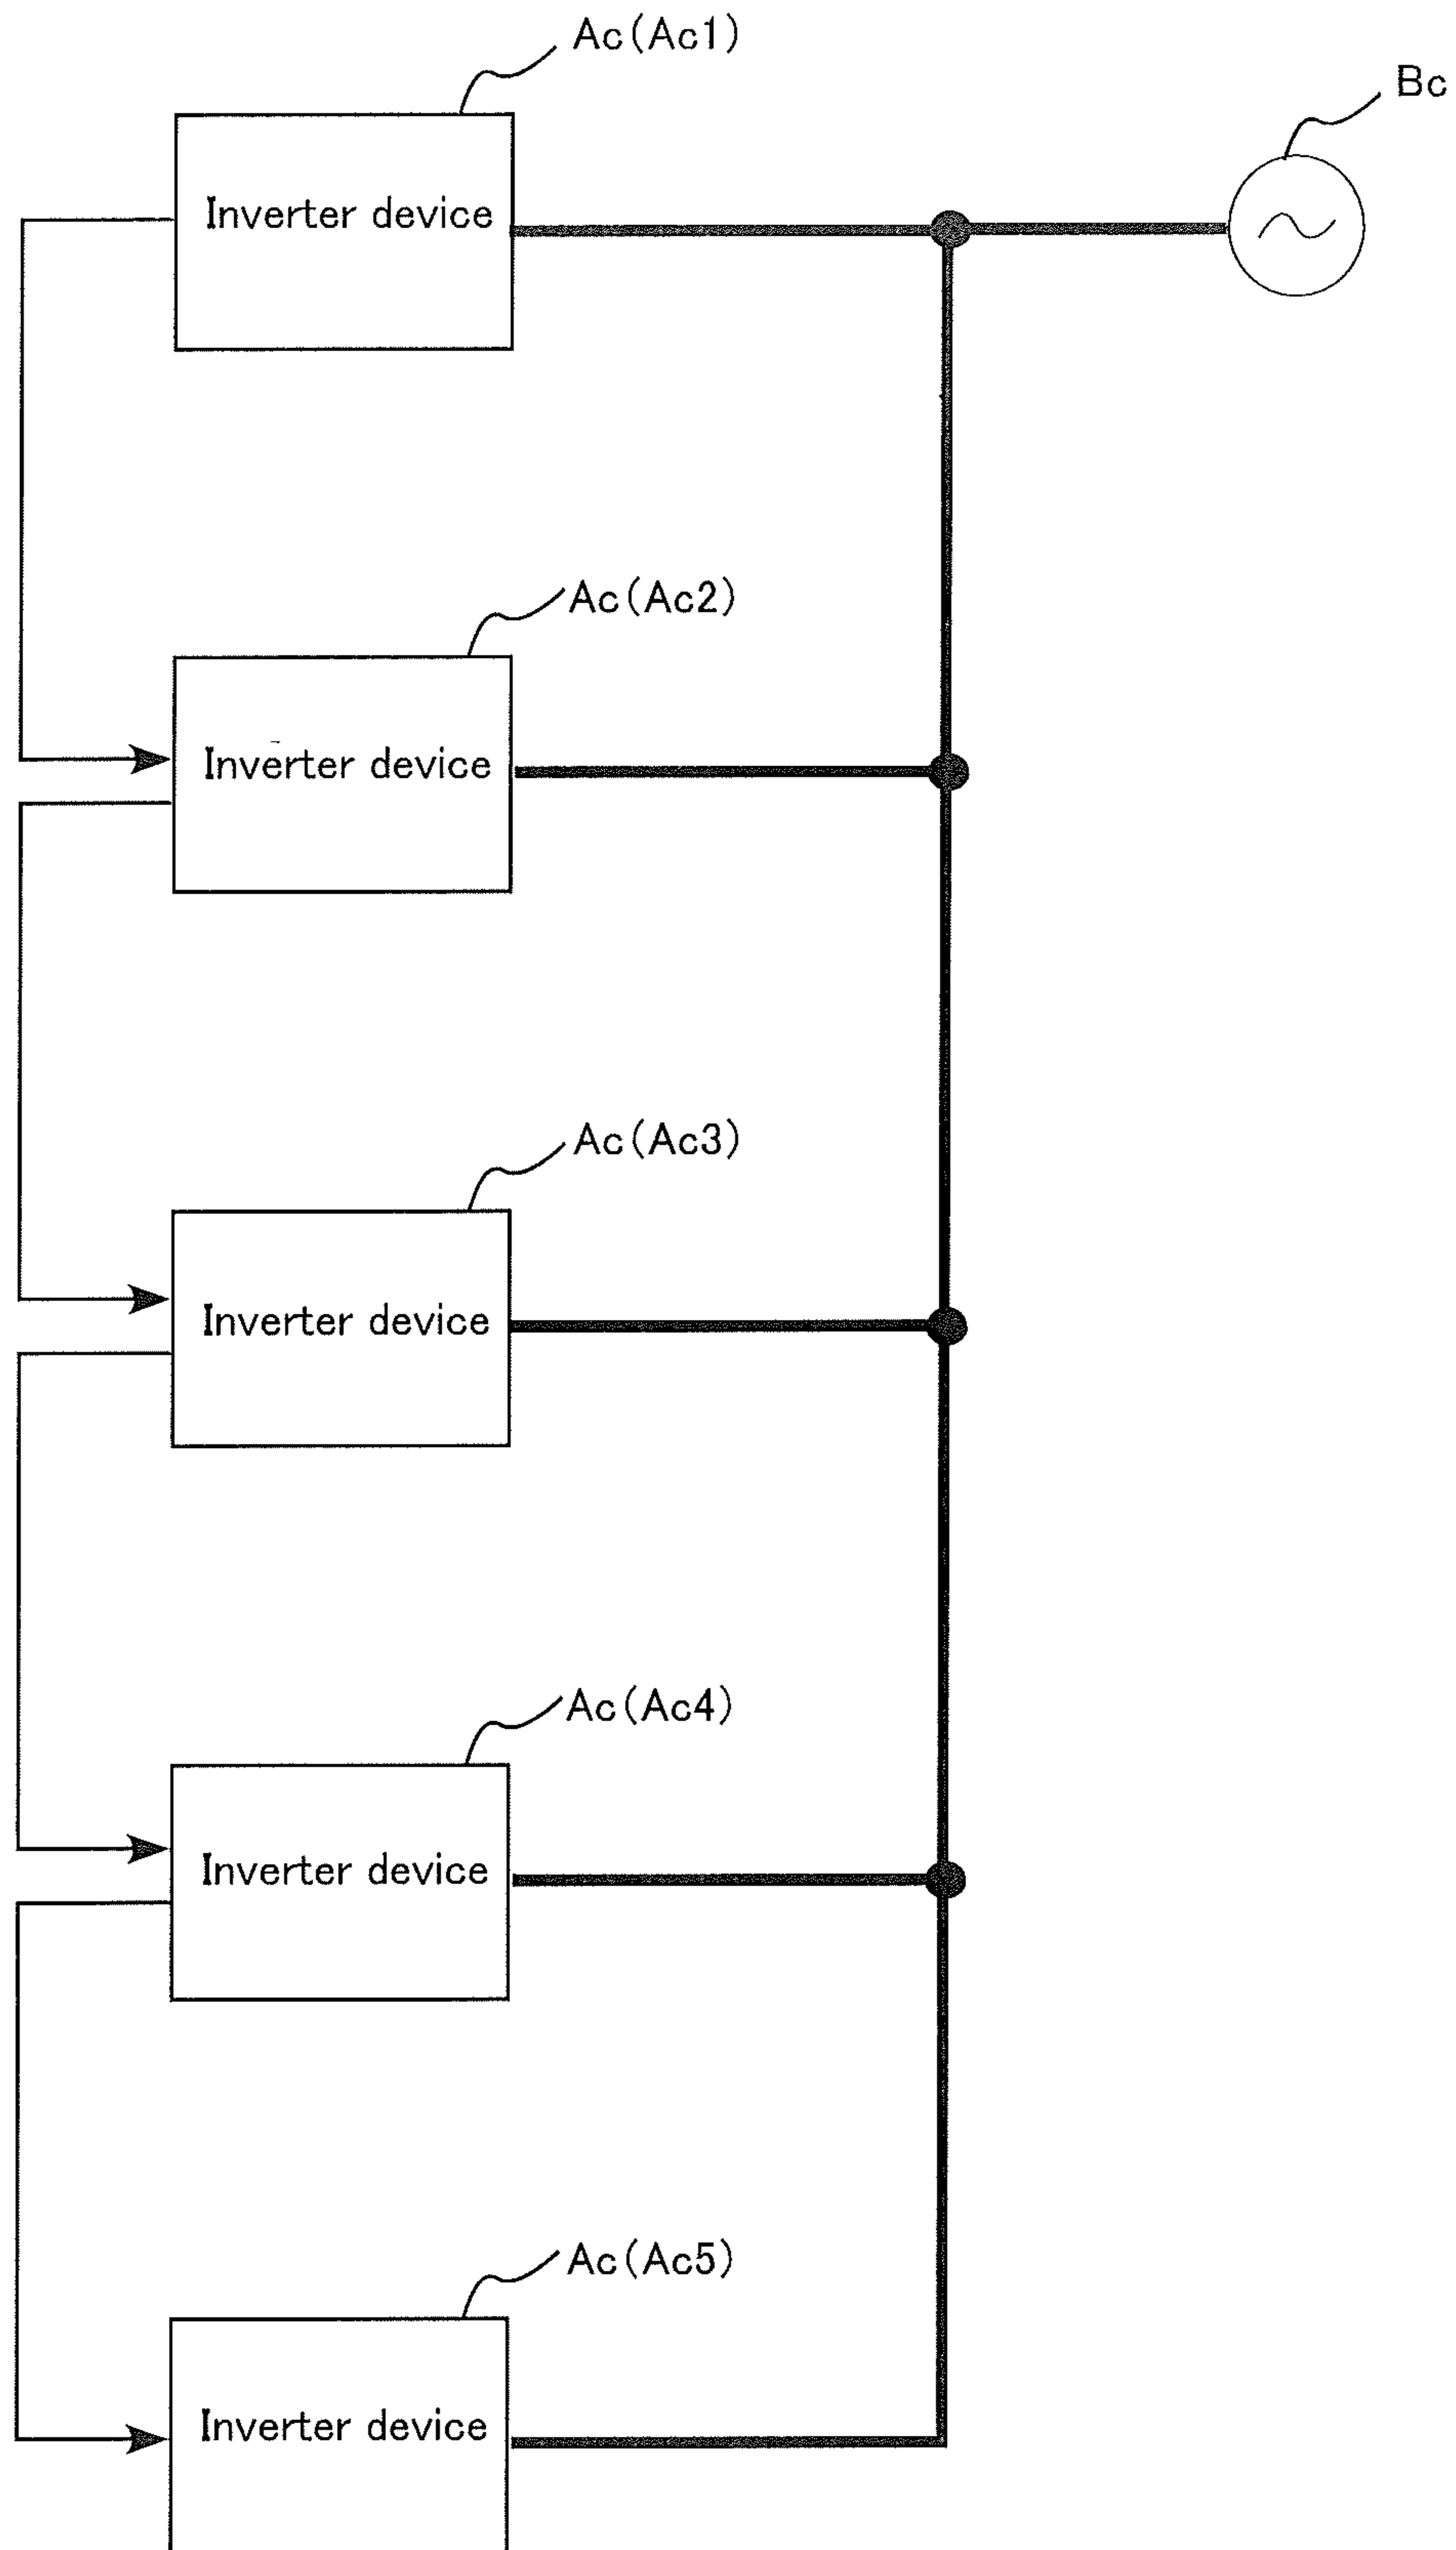 Ac(Ac1)
Bc
Inverter device
Ac(Ac2)
Inverter device
Ac(Ac3)
Inverter device
Ac(Ac4)
Inverter device
Ac(Ac5)
Inverter device